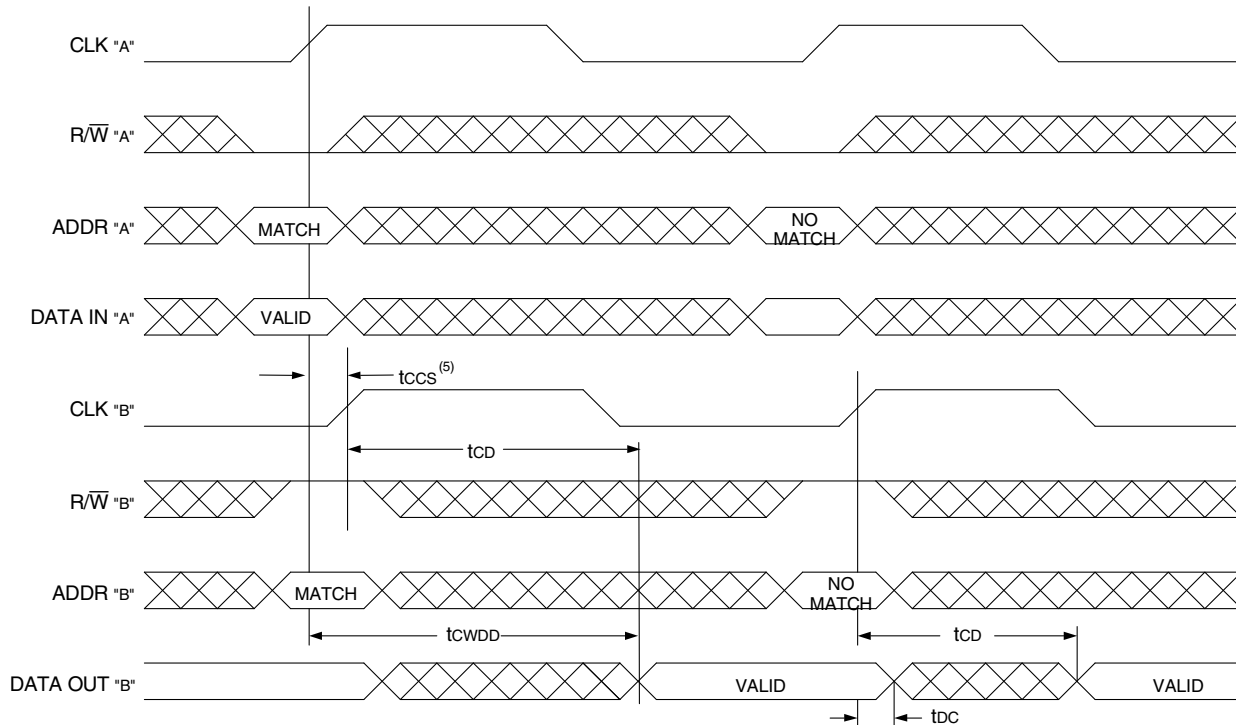 CLK "A"
R/W̅ "A"
ADDR "A"
MATCH
NO
MATCH
DATA IN "A"
VALID
tCCS(5)
CLK "B"
tCD
R/W̅ "B"
ADDR "B"
MATCH
NO
MATCH
tCWDD
tCD
DATA OUT "B"
VALID
VALID
tDC